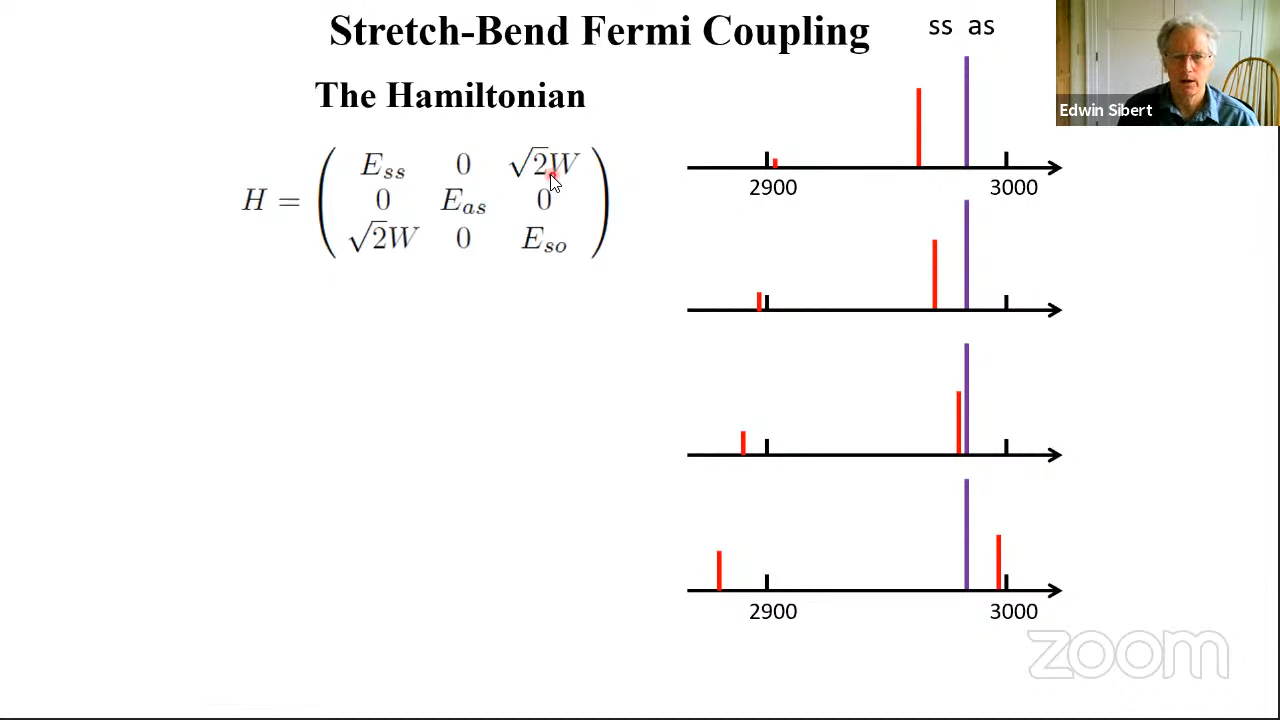 Stretch-Bend Fermi Coupling
ss as
Edwin Sibert
The Hamiltonian
H = ( E_ss 0 √2W
0 E_as 0
√2W 0 E_so )
2900 3000
2900 3000
zoom